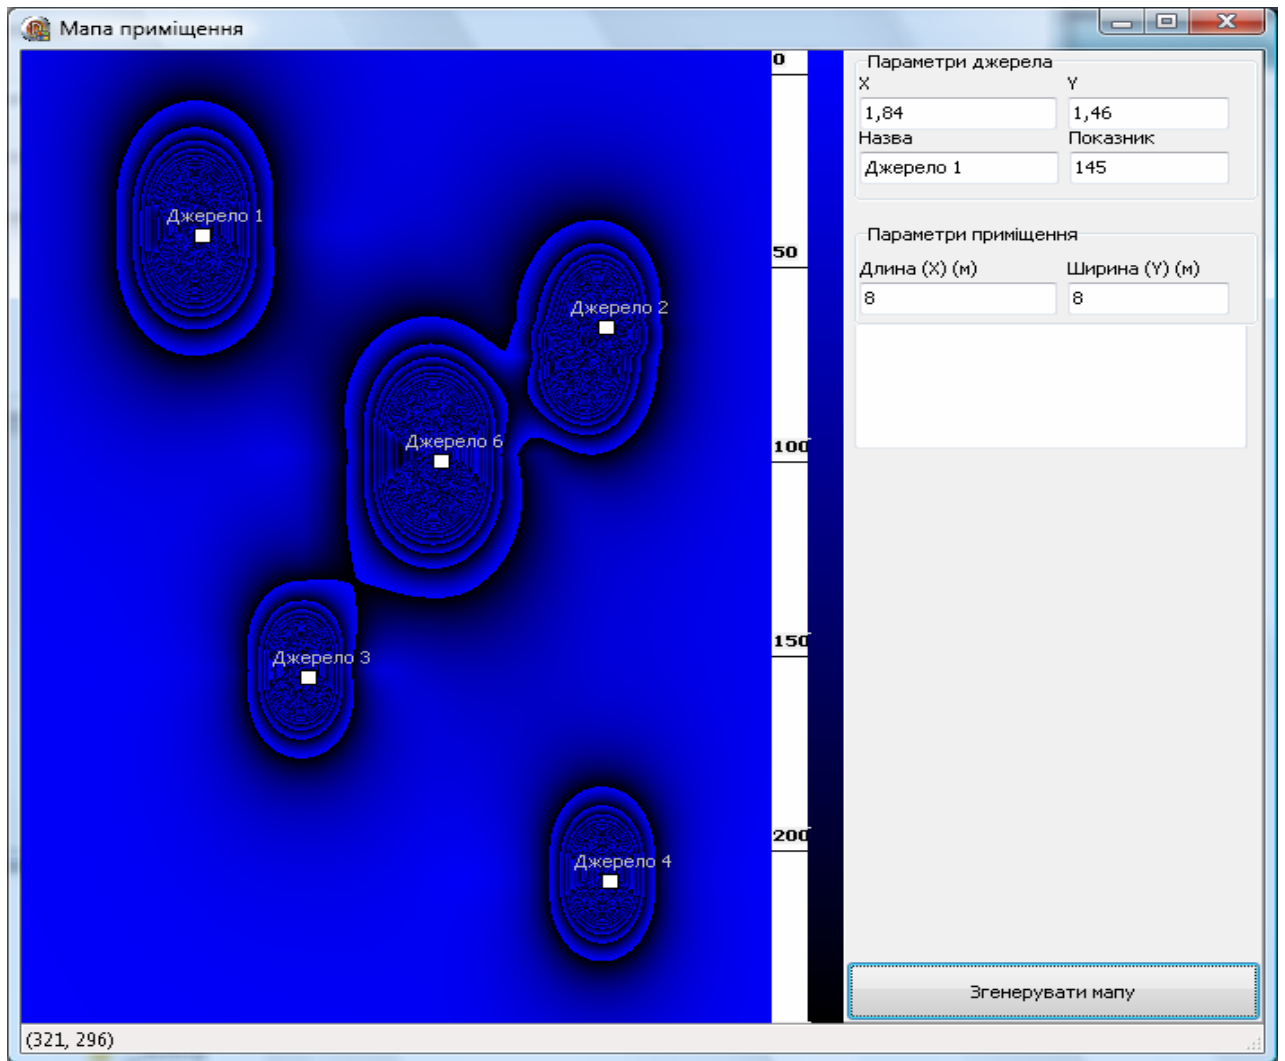 Мапа приміщення
Джерело 1
Джерело 2
Джерело 6
Джерело 3
Джерело 4
0
50
100
150
200
Параметри джерела
X Y
1,84 1,46
Назва Показник
Джерело 1 145
Параметри приміщення
Длина (X) (м) Ширина (Y) (м)
8 8
Згенерувати мапу
(321, 296)